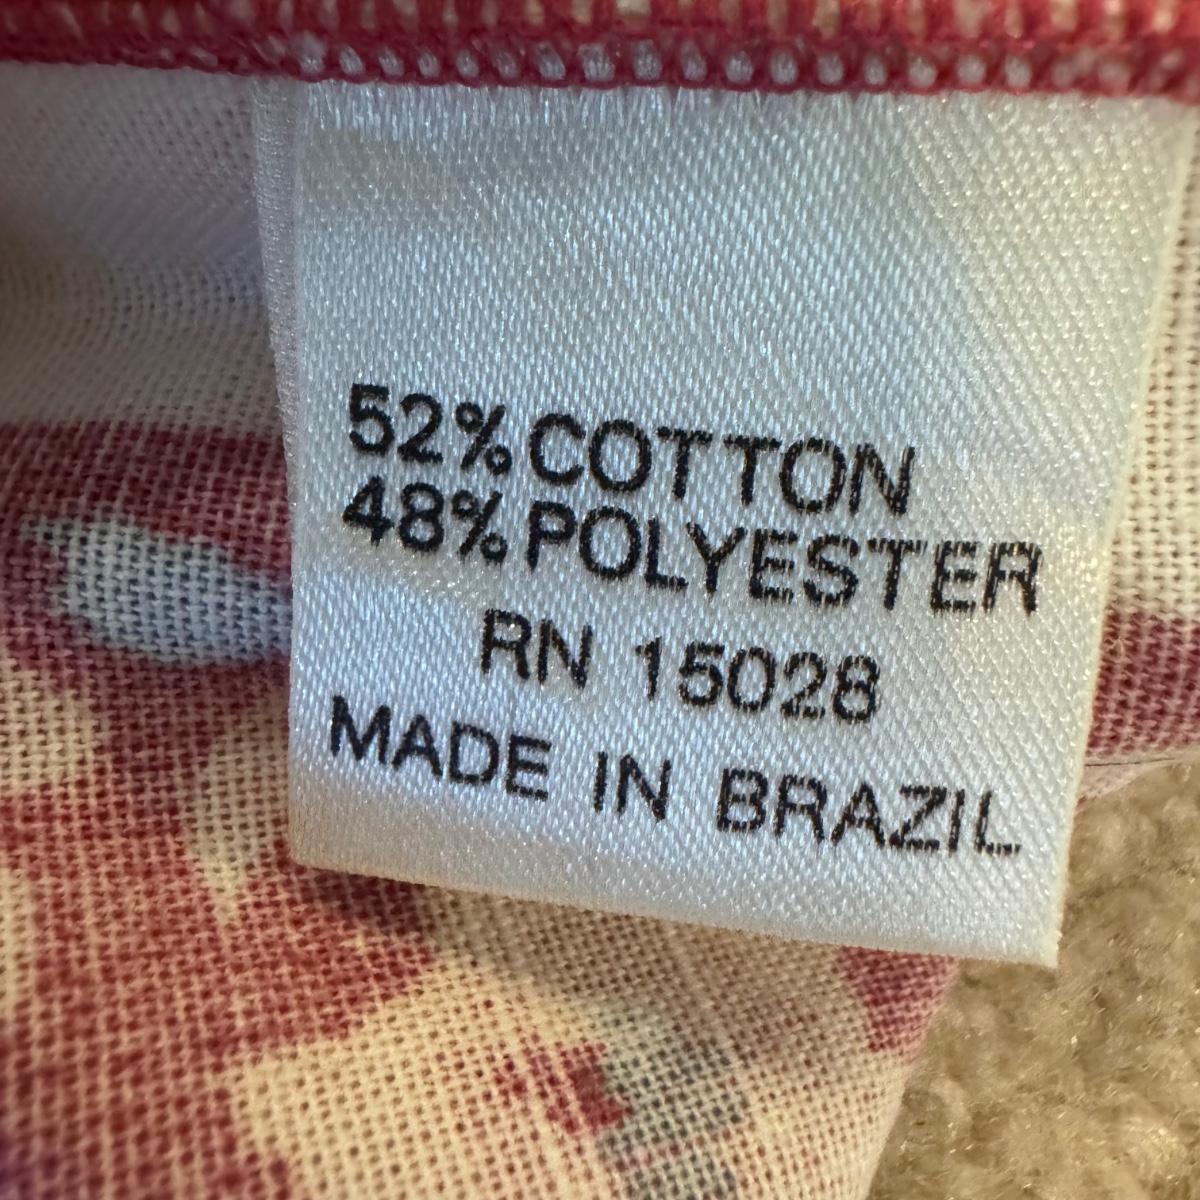 52% COTTON
48% POLYESTER
RN 15028
MADE IN BRAZIL